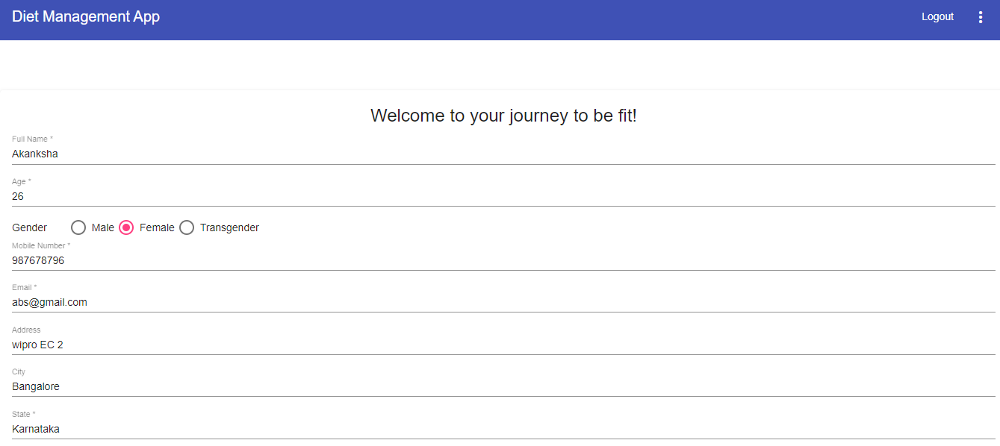 Diet Management App Logout
Welcome to your journey to be fit!
Full Name *
Akanksha
Age *
26
Gender Male Female Transgender
Mobile Number *
987678796
Email *
abs@gmail.com
Address
wipro EC 2
City
Bangalore
State *
Karnataka